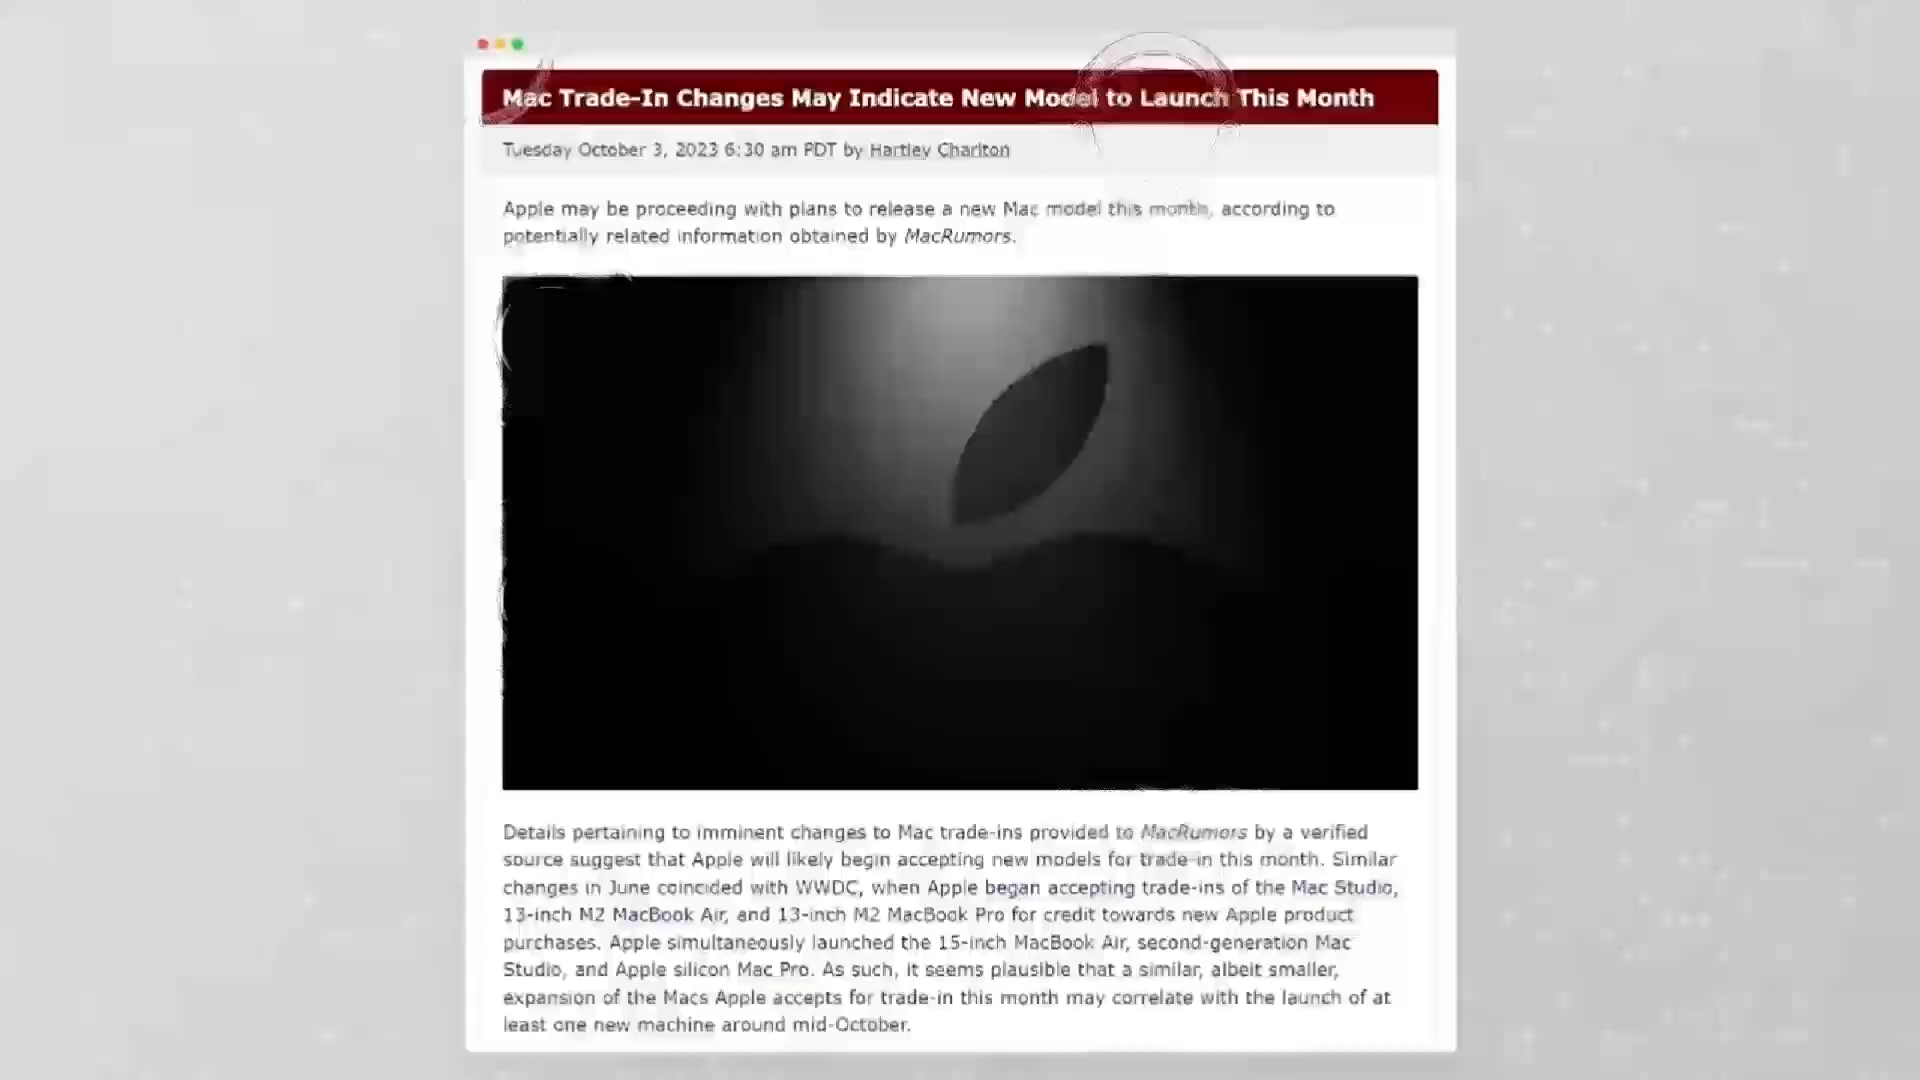 Mac Trade-In Changes May Indicate New Model to Launch This Month
Tuesday October 3, 2023 6:30 am PDT by Hartley Charlton
Apple may be proceeding with plans to release a new Mac model this month, according to
potentially related information obtained by MacRumors.
Details pertaining to imminent changes to Mac trade-ins provided to MacRumors by a verified
source suggest that Apple will likely begin accepting new models for trade-in this month. Similar
changes in June coincided with WWDC, when Apple began accepting trade-ins of the Mac Studio,
13-inch M2 MacBook Air, and 13-inch M2 MacBook Pro for credit towards new Apple product
purchases. Apple simultaneously launched the 15-inch MacBook Air, second-generation Mac
Studio, and Apple silicon Mac Pro. As such, it seems plausible that a similar, albeit smaller,
expansion of the Macs Apple accepts for trade-in this month may correlate with the launch of at
least one new machine around mid-October.